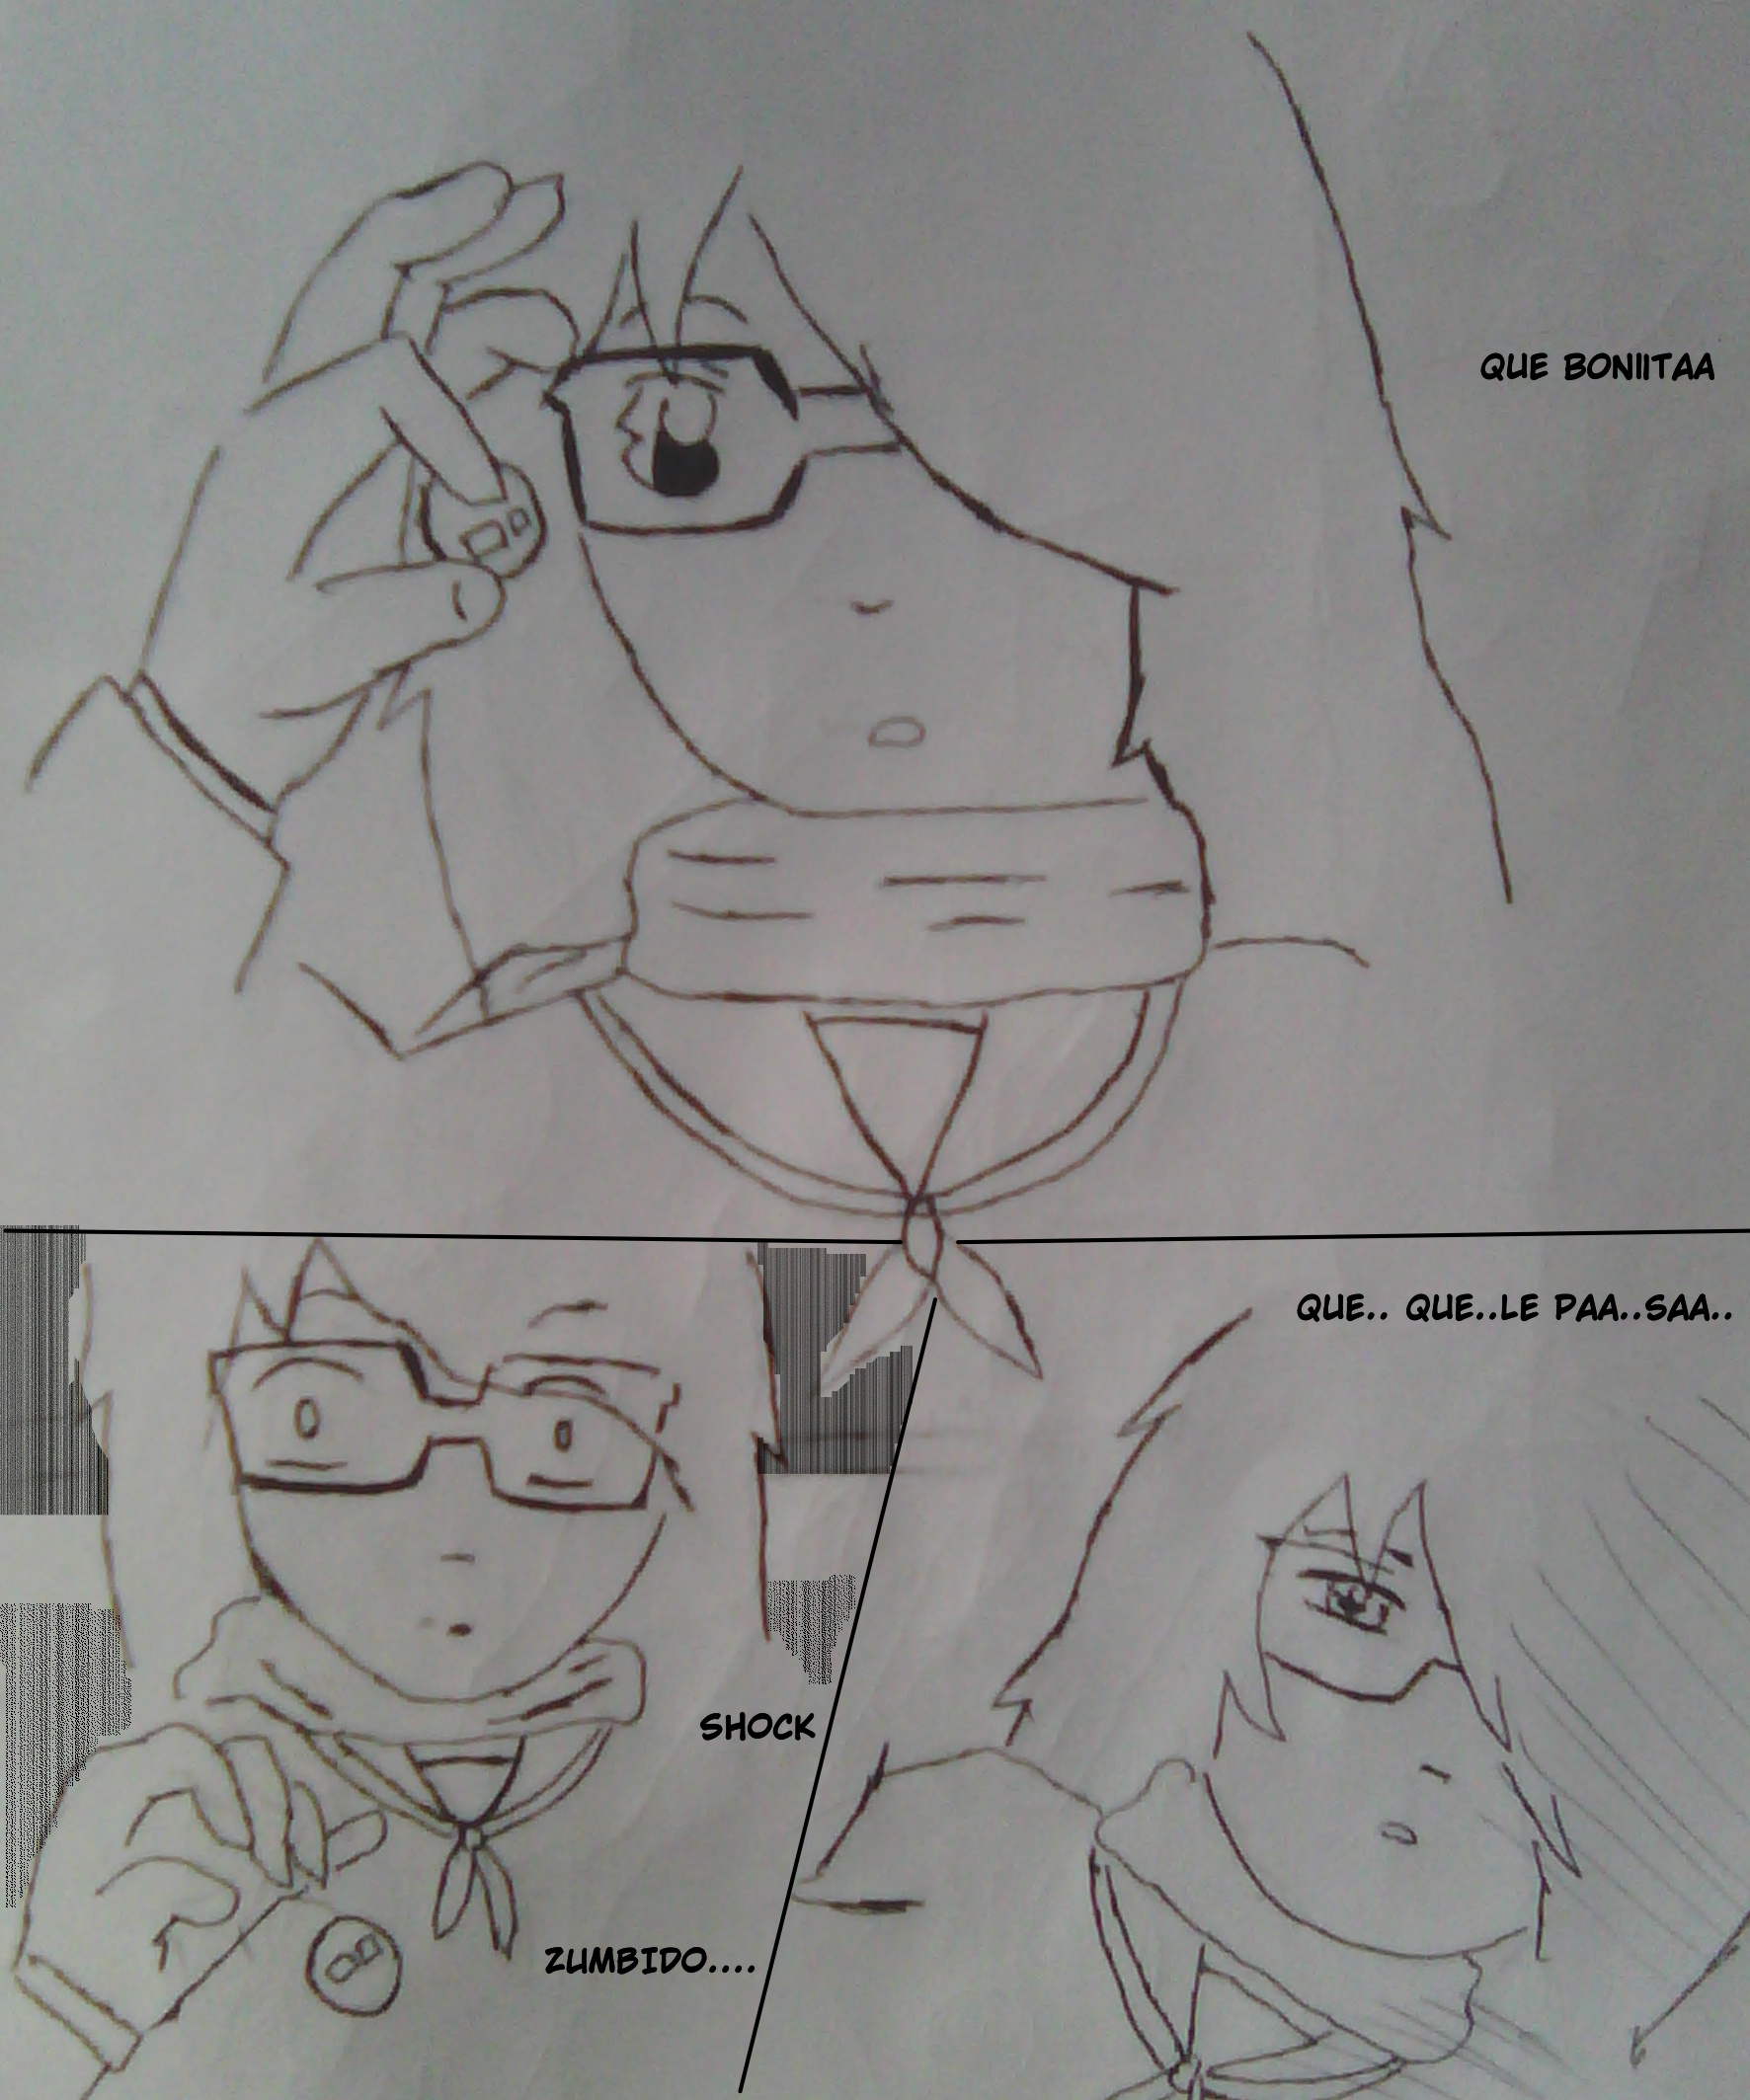 QUE BONIITAA
QUE.. QUE..LE PAA..SAA..
SHOCK
ZUMBIDO....